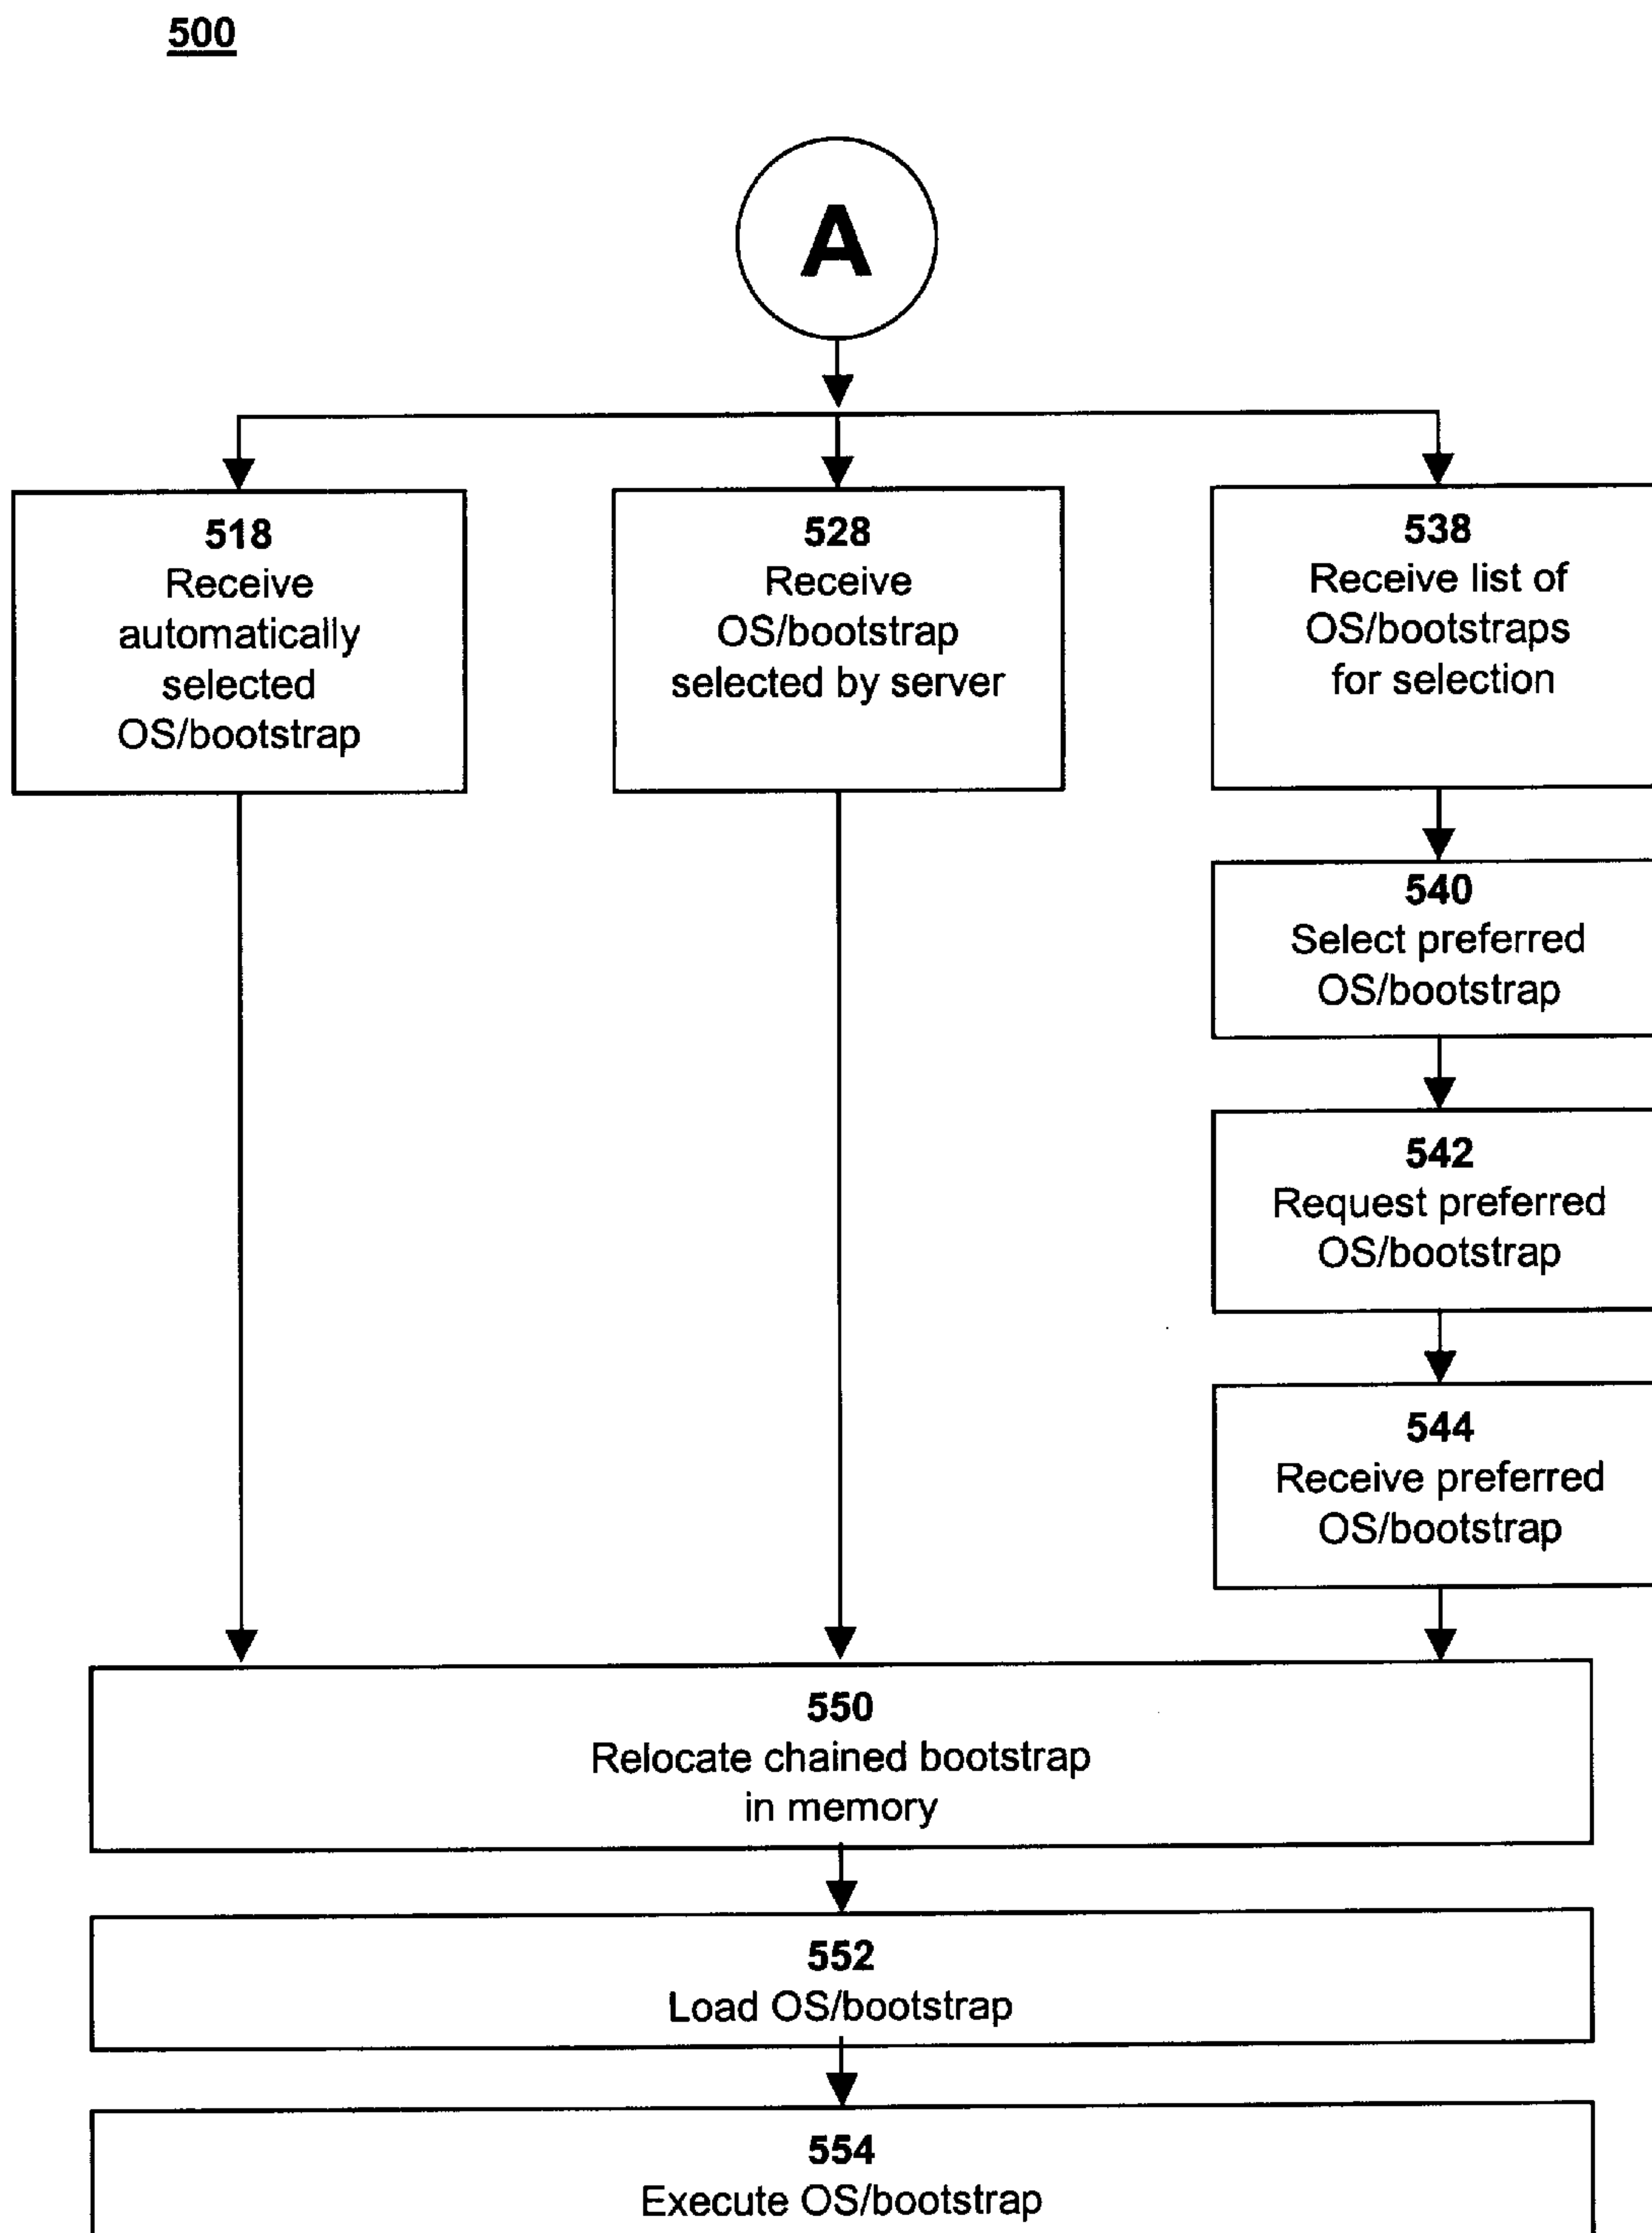 500
A
518
Receive
automatically
selected
OS/bootstrap
528
Receive
OS/bootstrap
selected by server
538
Receive list of
OS/bootstraps
for selection
540
Select preferred
OS/bootstrap
542
Request preferred
OS/bootstrap
544
Receive preferred
OS/bootstrap
550
Relocate chained bootstrap
in memory
552
Load OS/bootstrap
554
Execute OS/bootstrap